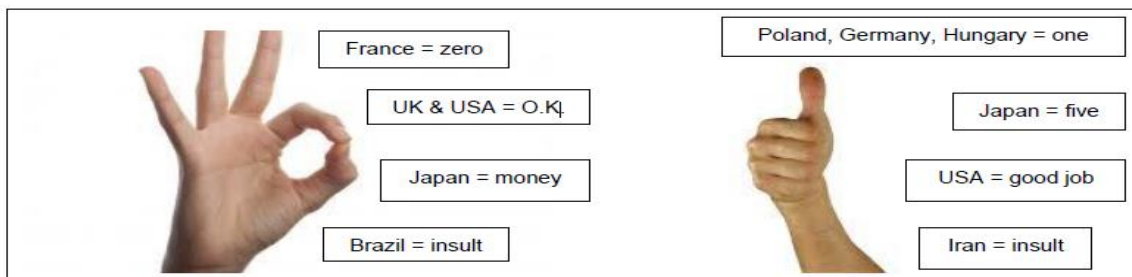 France = zero
UK & USA = O.K.
Japan = money
Brazil = insult
Poland, Germany, Hungary = one
Japan = five
USA = good job
Iran = insult